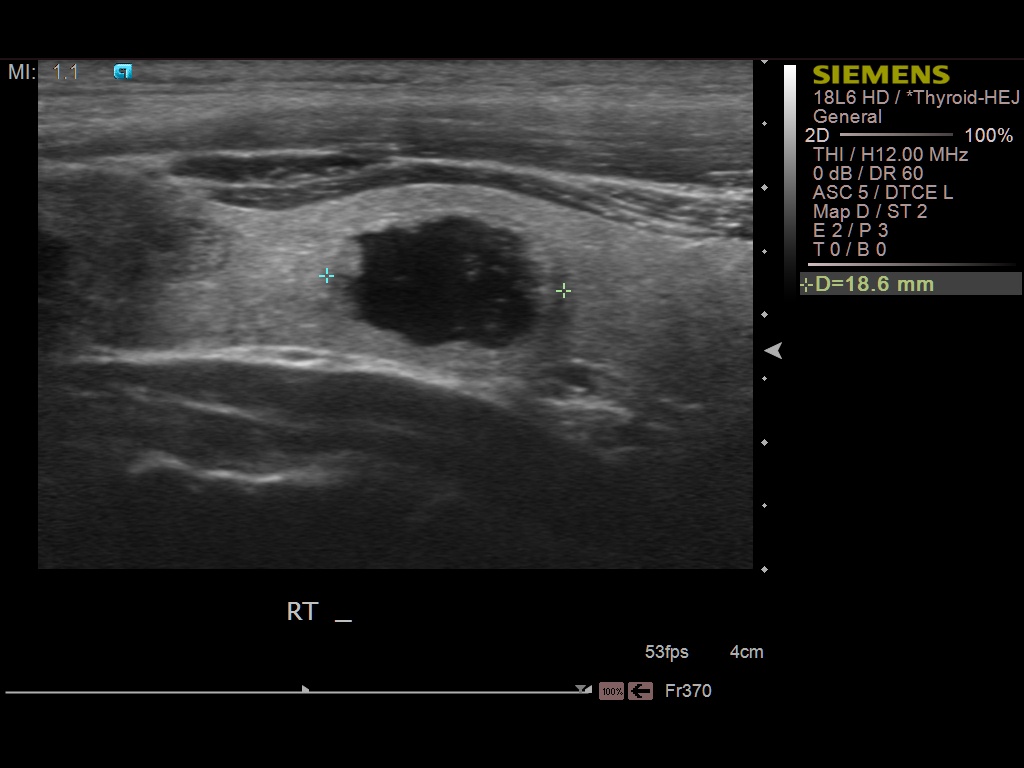 MI: 1.1
SIEMENS
18L6 HD / *Thyroid-HEJ
General
2D 100%
THI / H12.00 MHz
0 dB / DR 60
ASC 5 / DTCE L
Map D / ST 2
E 2 / P 3
T 0 / B 0
D=18.6 mm
RT _
53fps 4cm
100% Fr370